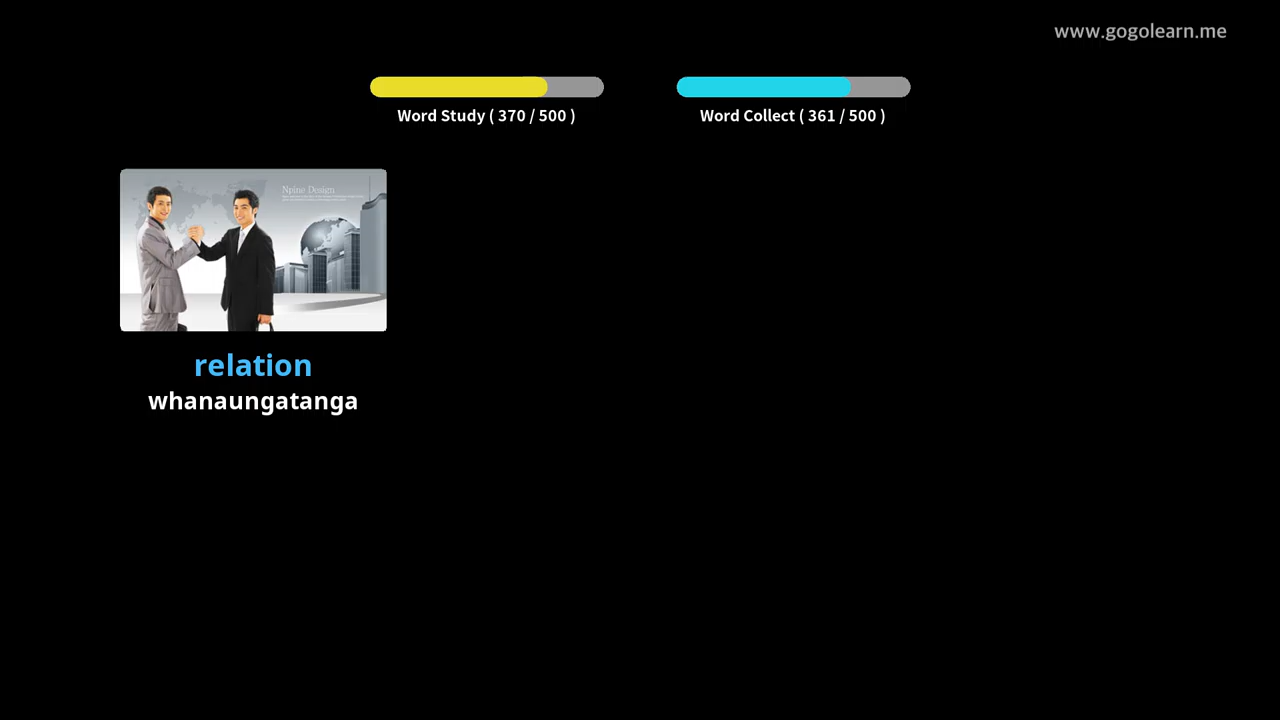 www.gogolearn.me
Word Study ( 370 / 500 )
Word Collect ( 361 / 500 )
Npine Design
relation
whanaungatanga